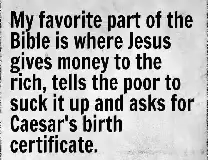 My favorite part of the
Bible is where Jesus
gives money to the
rich, tells the poor to
suck it up and asks for
Caesar's birth
certificate.